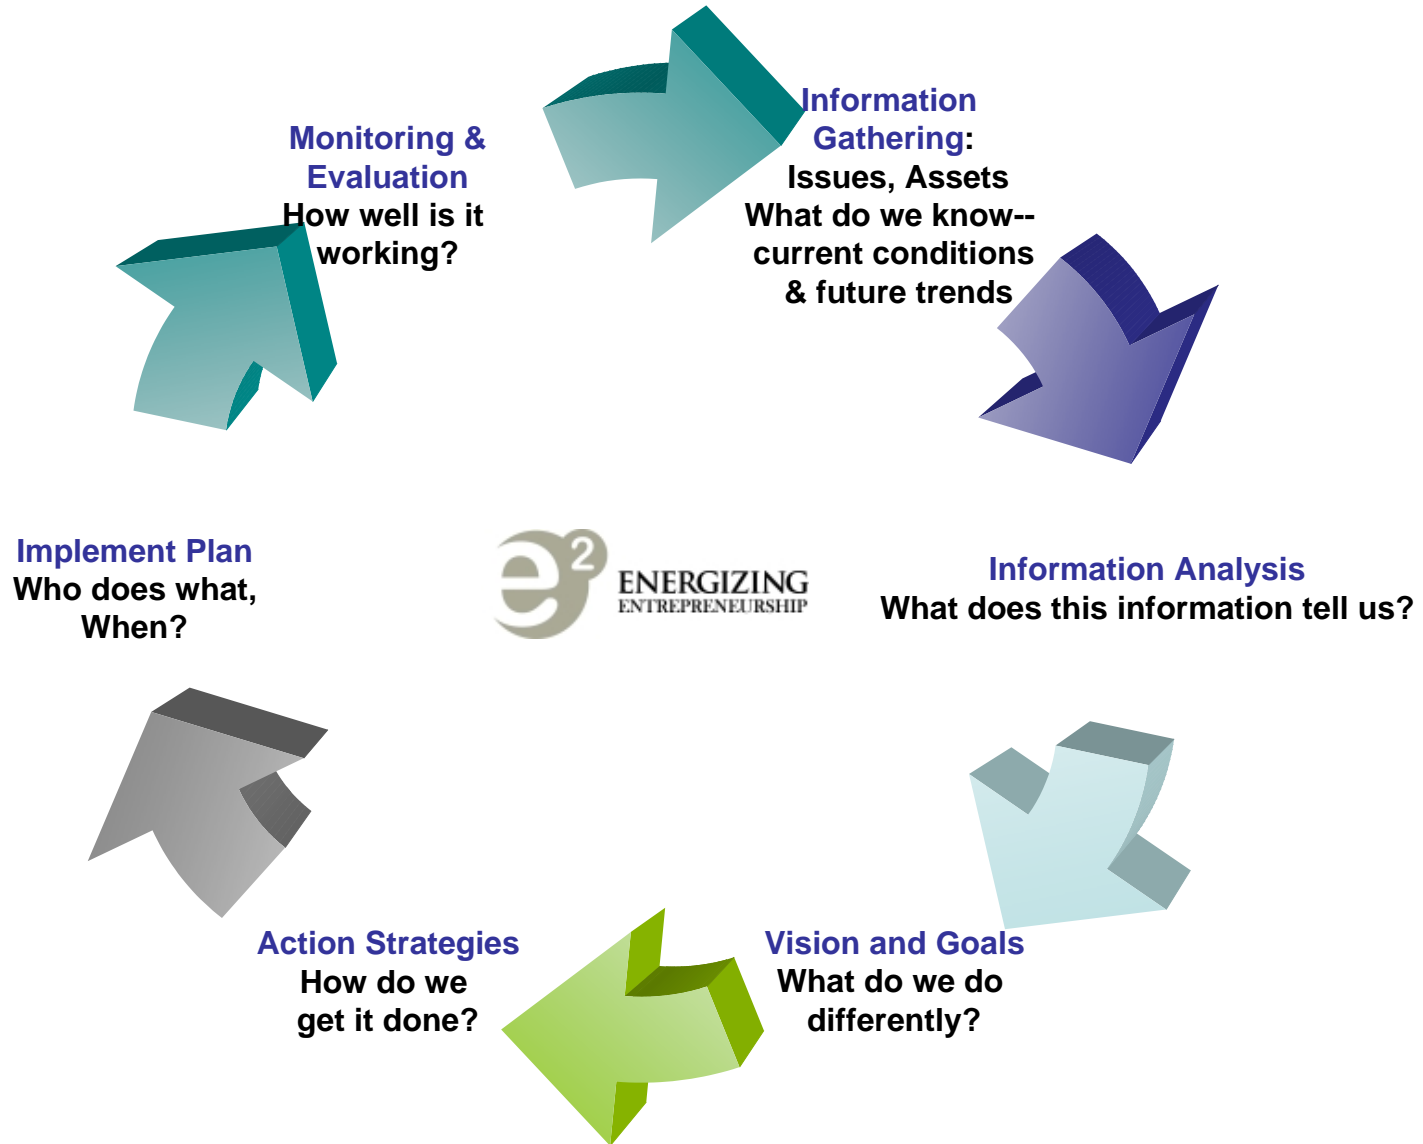 Information
Gathering:
Issues, Assets
What do we know--
current conditions
& future trends
Information Analysis
What does this information tell us?
Vision and Goals
What do we do
differently?
Action Strategies
How do we
get it done?
Implement Plan
Who does what,
When?
Monitoring &
Evaluation
How well is it
working?
e2
ENERGIZING
ENTREPRENEURSHIP